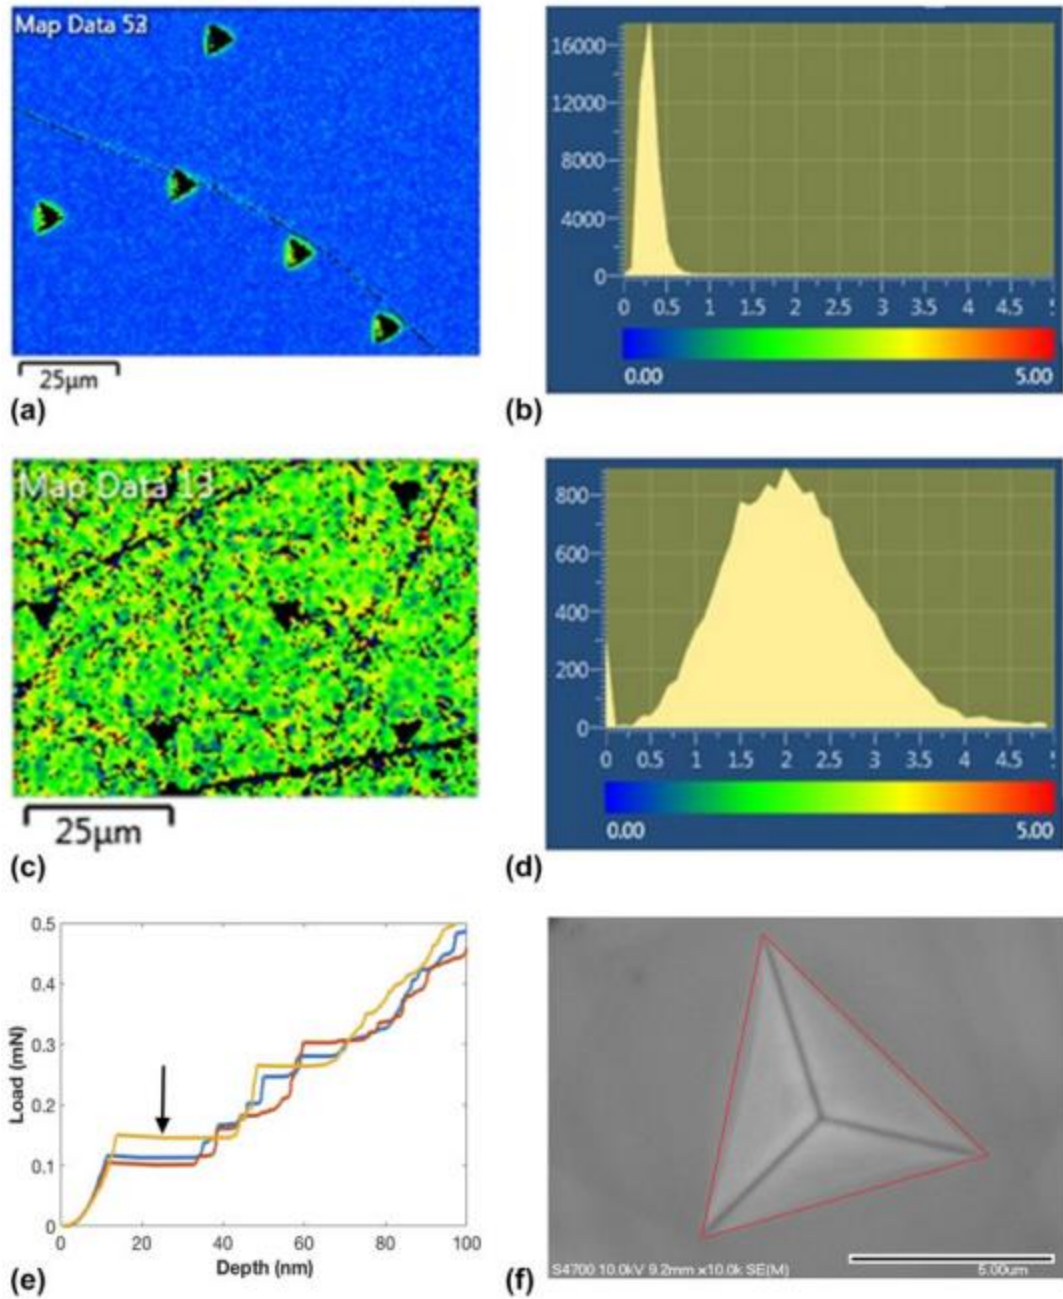 Map Data 53
25µm
(a)
16000
12000
8000
4000
0
0 0.5 1 1.5 2 2.5 3 3.5 4 4.5
0.00 5.00
(b)
Map Data 13
25µm
(c)
800
600
400
200
0
0 0.5 1 1.5 2 2.5 3 3.5 4 4.5
0.00 5.00
(d)
0.5
0.4
0.3
0.2
0.1
0
Load (mN)
0 20 40 60 80 100
Depth (nm)
(e)
S4700 10.0kV 9.2mm x10.0k SE(M) 5.00um
(f)